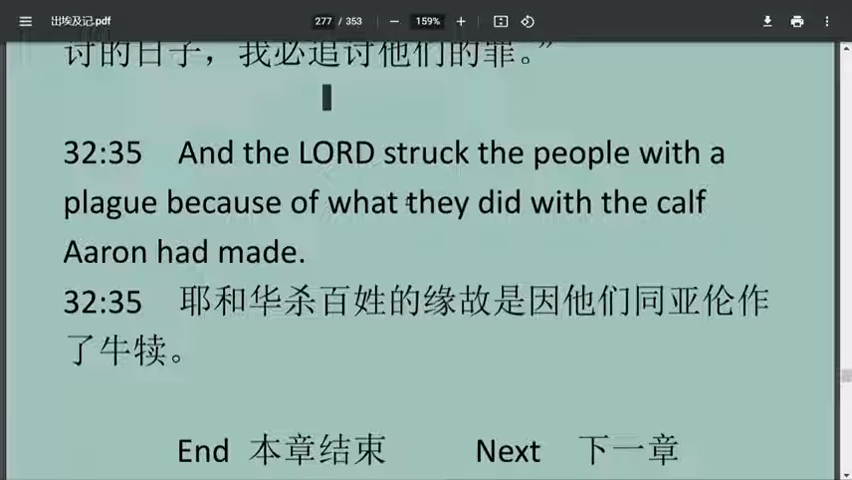 出埃及记.pdf
277 / 353
159%
讨的日子，我必追讨他们的罪。”
32:35 And the LORD struck the people with a
plague because of what they did with the calf
Aaron had made.
32:35 耶和华杀百姓的缘故是因他们同亚伦作
了牛犊。
End 本章结束 Next 下一章